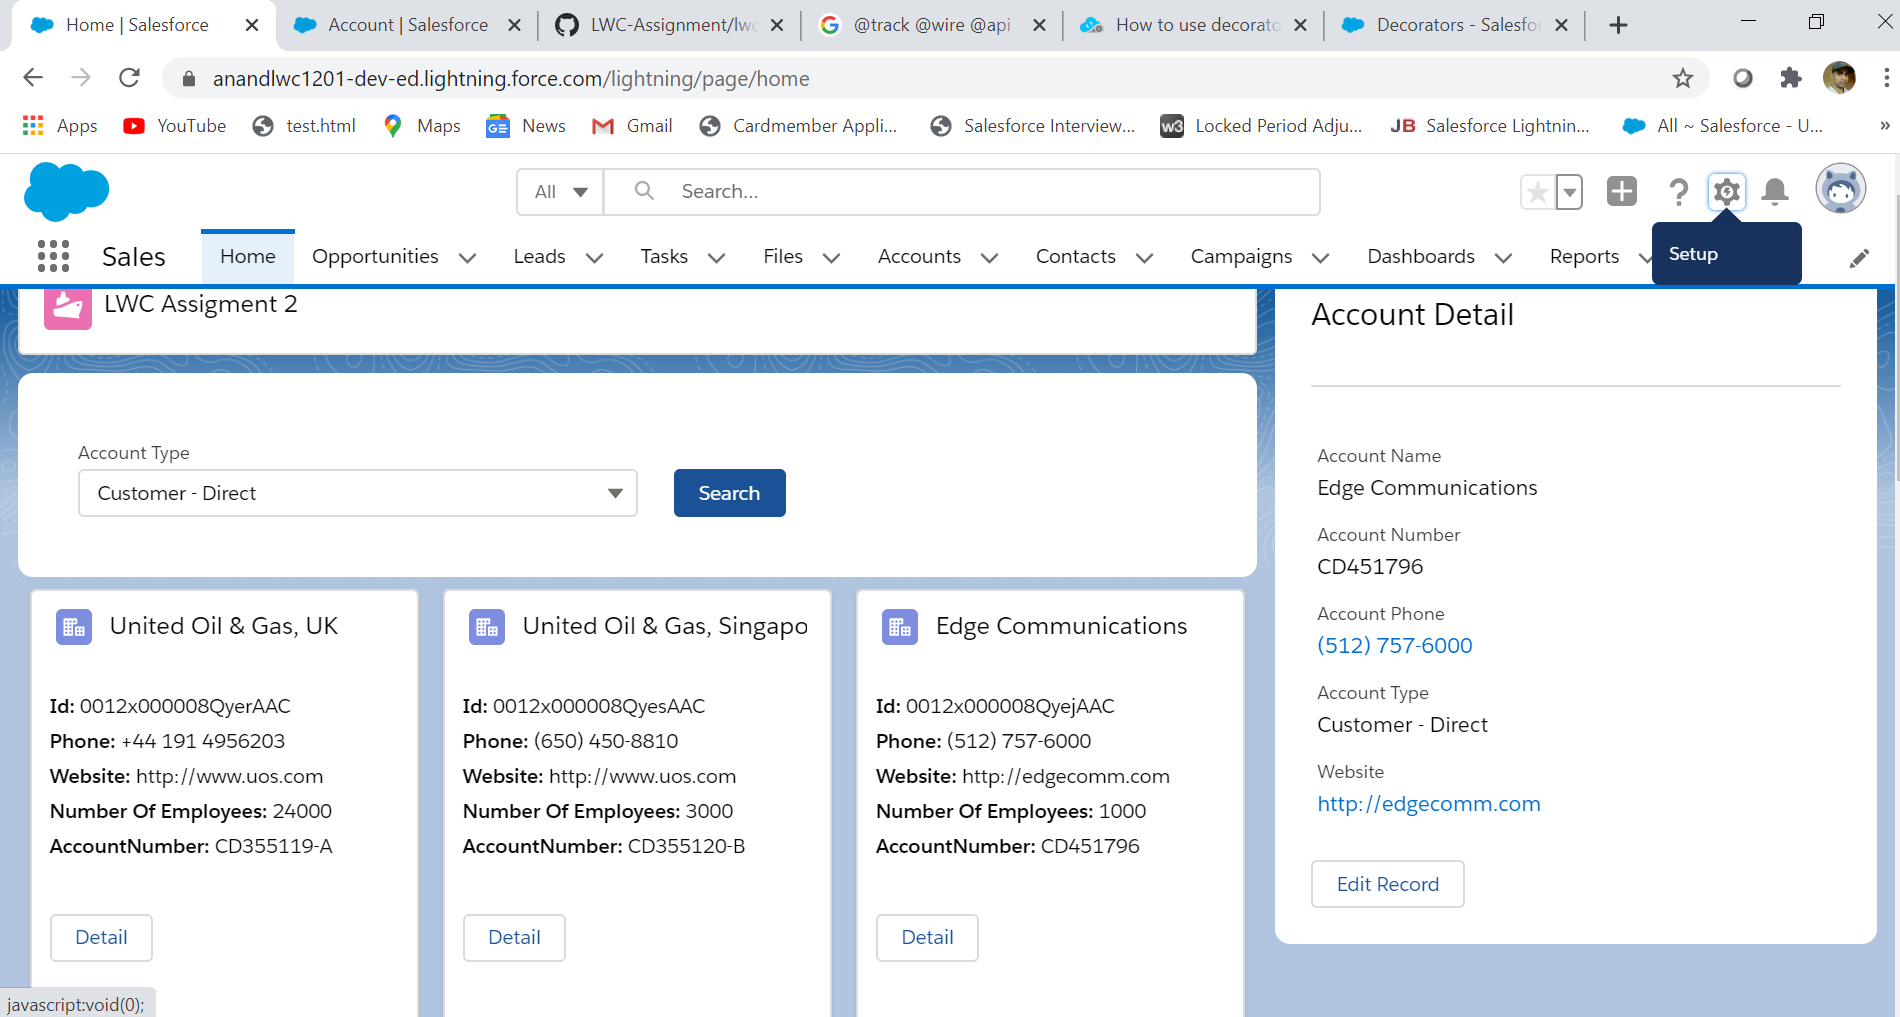 Home | Salesforce
Account | Salesforce
LWC-Assignment/lwc
@track @wire @api
How to use decorato
Decorators - Salesfor
anandlwc1201-dev-ed.lightning.force.com/lightning/page/home
Apps
YouTube
test.html
Maps
News
Gmail
Cardmember Appli...
Salesforce Interview...
w3
Locked Period Adju...
JB
Salesforce Lightnin...
All ~ Salesforce - U...
»
All
Search...
Sales
Home
Opportunities
Leads
Tasks
Files
Accounts
Contacts
Campaigns
Dashboards
Reports
Setup
LWC Assigment 2
Account Type
Customer - Direct
Search
United Oil & Gas, UK
Id: 0012x000008QyerAAC
Phone: +44 191 4956203
Website: http://www.uos.com
Number Of Employees: 24000
AccountNumber: CD355119-A
Detail
United Oil & Gas, Singapo
Id: 0012x000008QyesAAC
Phone: (650) 450-8810
Website: http://www.uos.com
Number Of Employees: 3000
AccountNumber: CD355120-B
Detail
Edge Communications
Id: 0012x000008QyejAAC
Phone: (512) 757-6000
Website: http://edgecomm.com
Number Of Employees: 1000
AccountNumber: CD451796
Detail
Account Detail
Account Name
Edge Communications
Account Number
CD451796
Account Phone
(512) 757-6000
Account Type
Customer - Direct
Website
http://edgecomm.com
Edit Record
javascript:void(0);